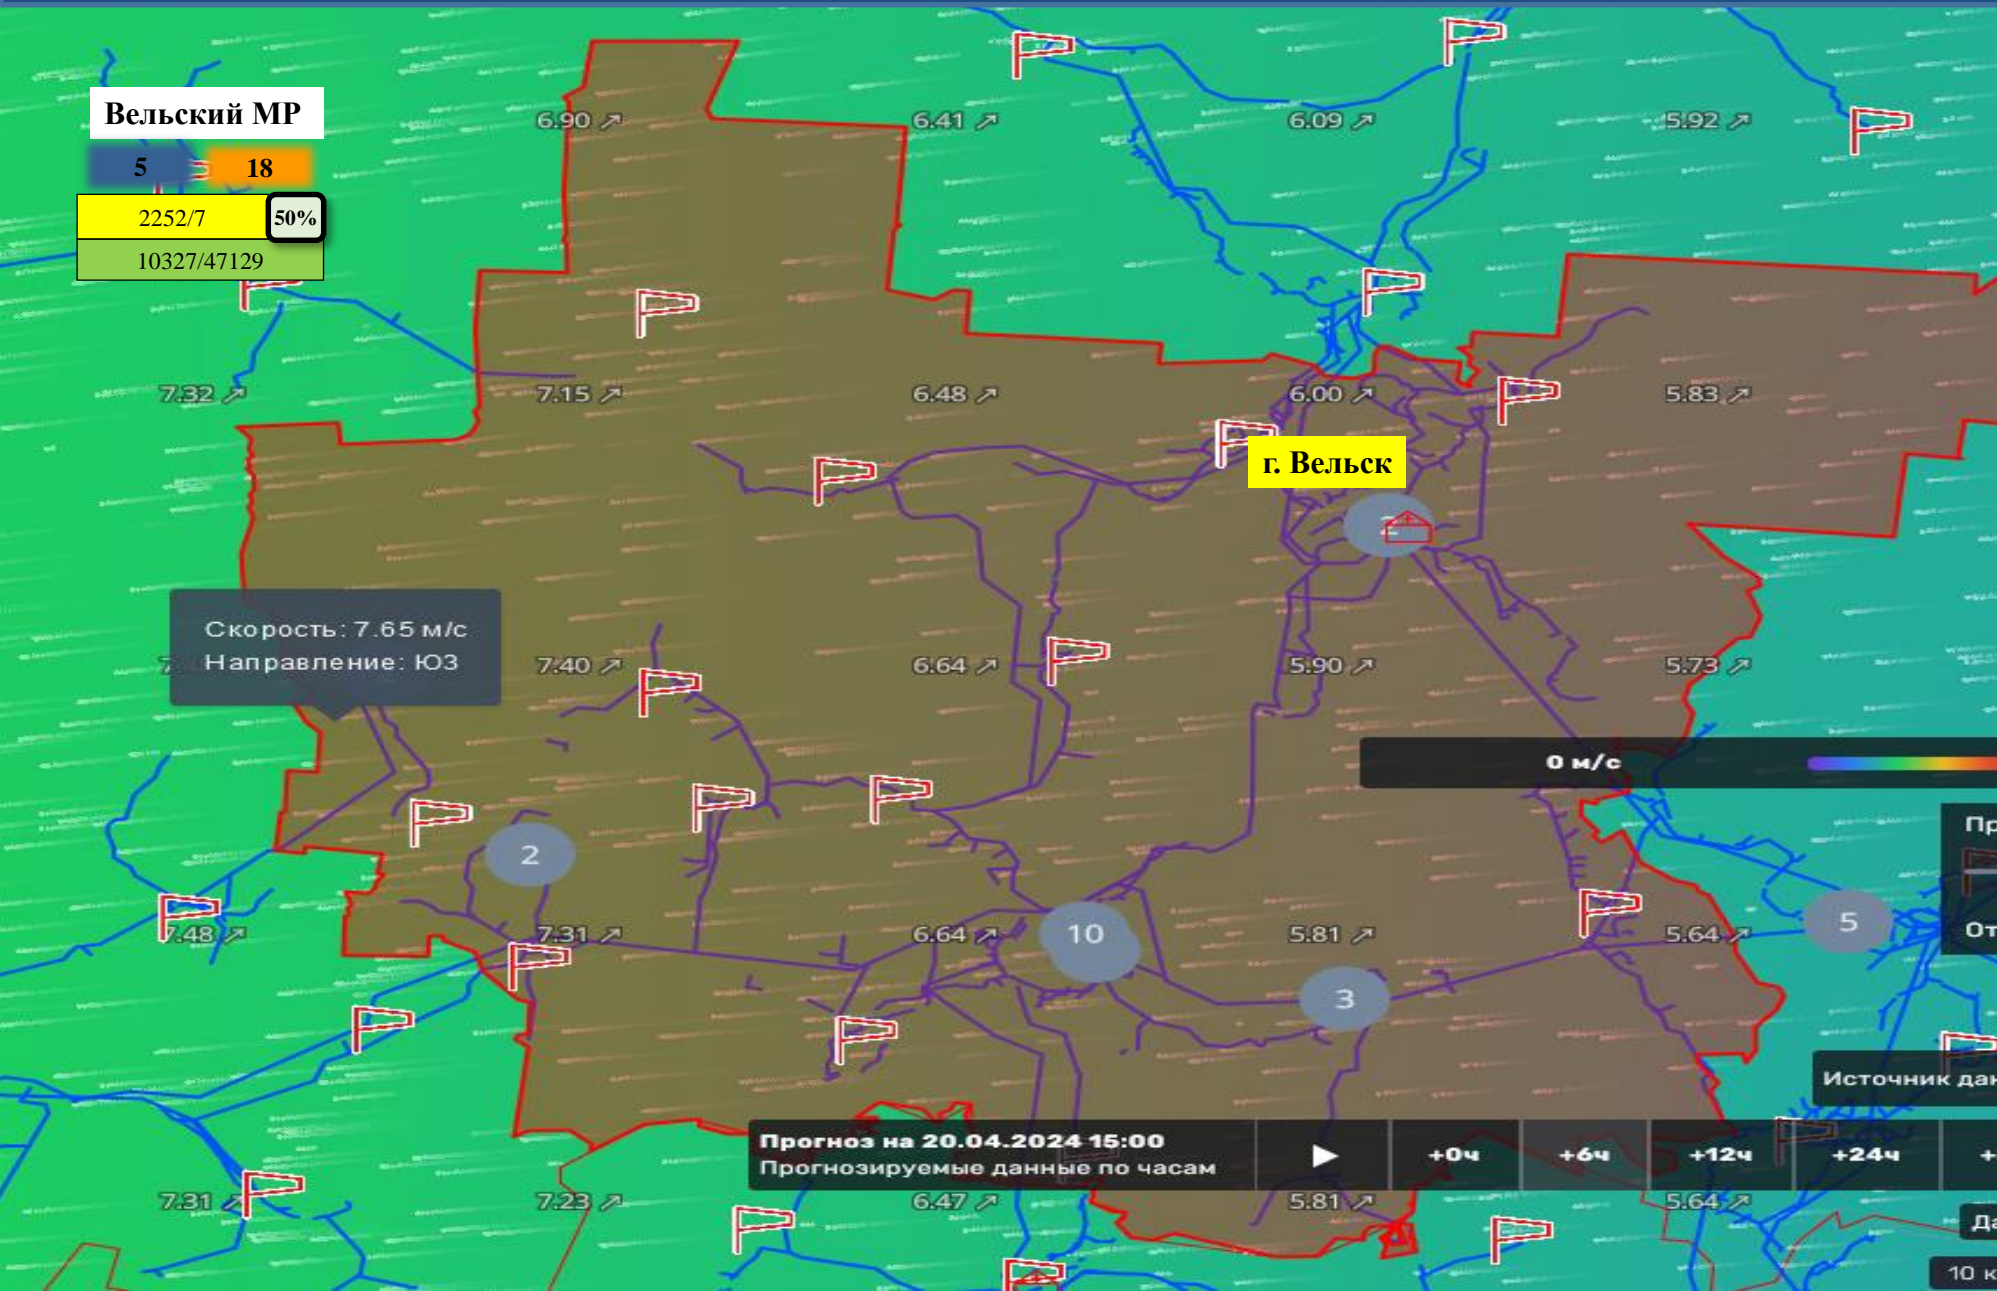 Вельский МР
5 18
2252/7 50%
10327/47129
6.90 6.41 6.09 5.92
7.32 7.15 6.48 6.00 5.83
г. Вельск
Скорость: 7.65 м/с
Направление: ЮЗ
7.40 6.64 5.90 5.73
0 м/с
2
10
3
5
7.48 7.31 6.64 5.81 5.64
Источник
Прогноз на 20.04.2024 15:00
Прогнозируемые данные по часам
+0ч +6ч +12ч +24ч
7.31 7.23 6.47 5.81 5.64
10